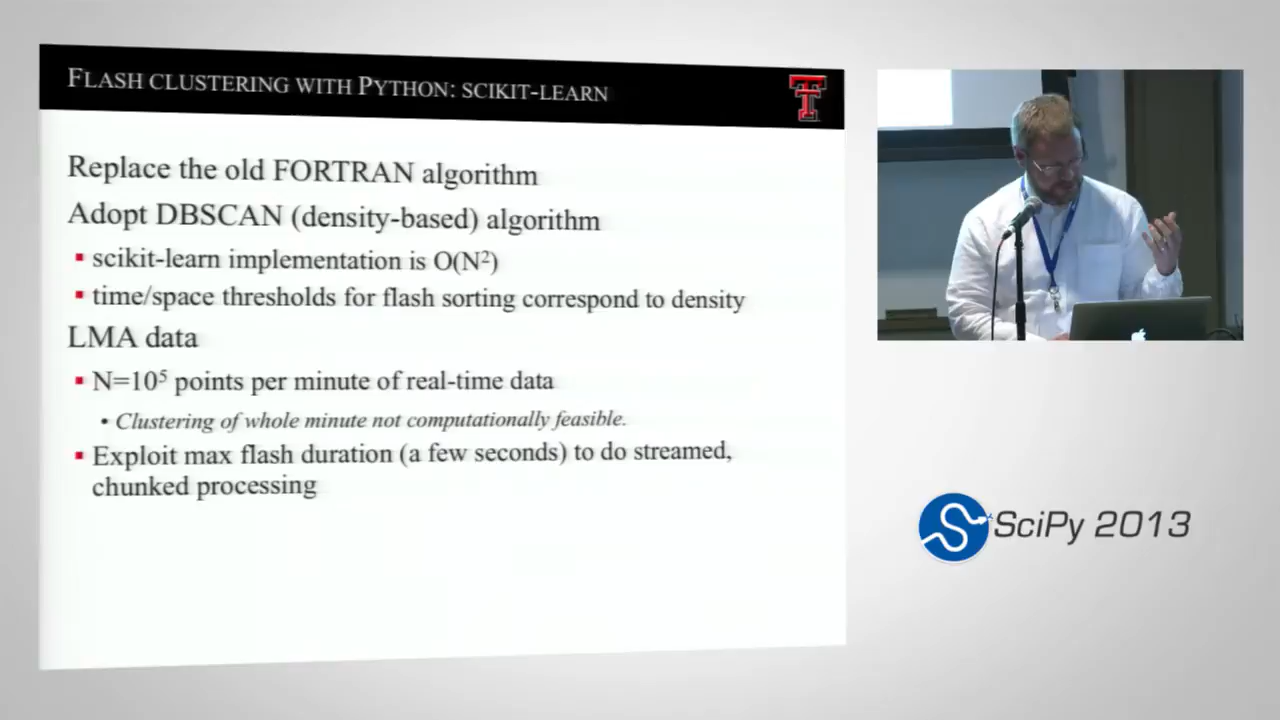 FLASH CLUSTERING WITH PYTHON: SCIKIT-LEARN
Replace the old FORTRAN algorithm
Adopt DBSCAN (density-based) algorithm
▪ scikit-learn implementation is O(N²)
▪ time/space thresholds for flash sorting correspond to density
LMA data
▪ N=10⁵ points per minute of real-time data
• Clustering of whole minute not computationally feasible.
▪ Exploit max flash duration (a few seconds) to do streamed,
chunked processing
SciPy 2013